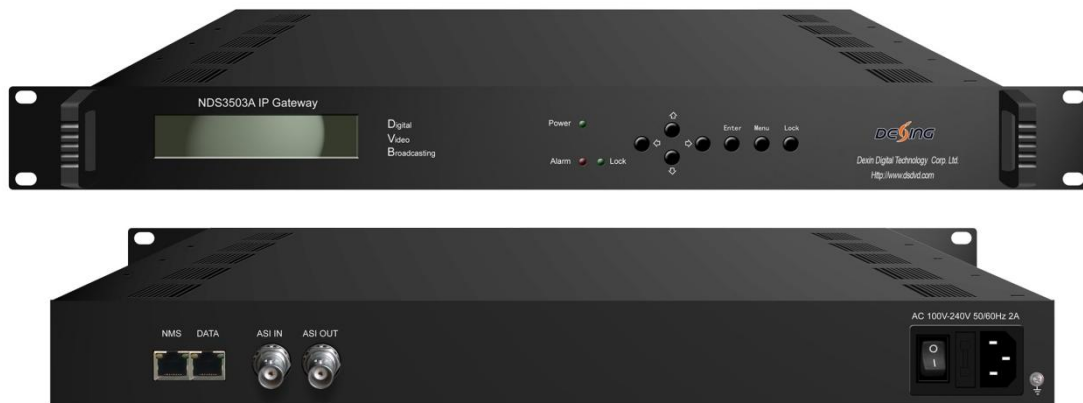 NDS3503A IP Gateway
Digital
Video
Broadcasting
Power
Alarm
Lock
Enter Menu Lock
DEXING
Dexin Digital Technology Corp. Ltd.
Http://www.dsdvd.com
NMS DATA ASI IN ASI OUT
AC 100V-240V 50/60Hz 2A
O
I